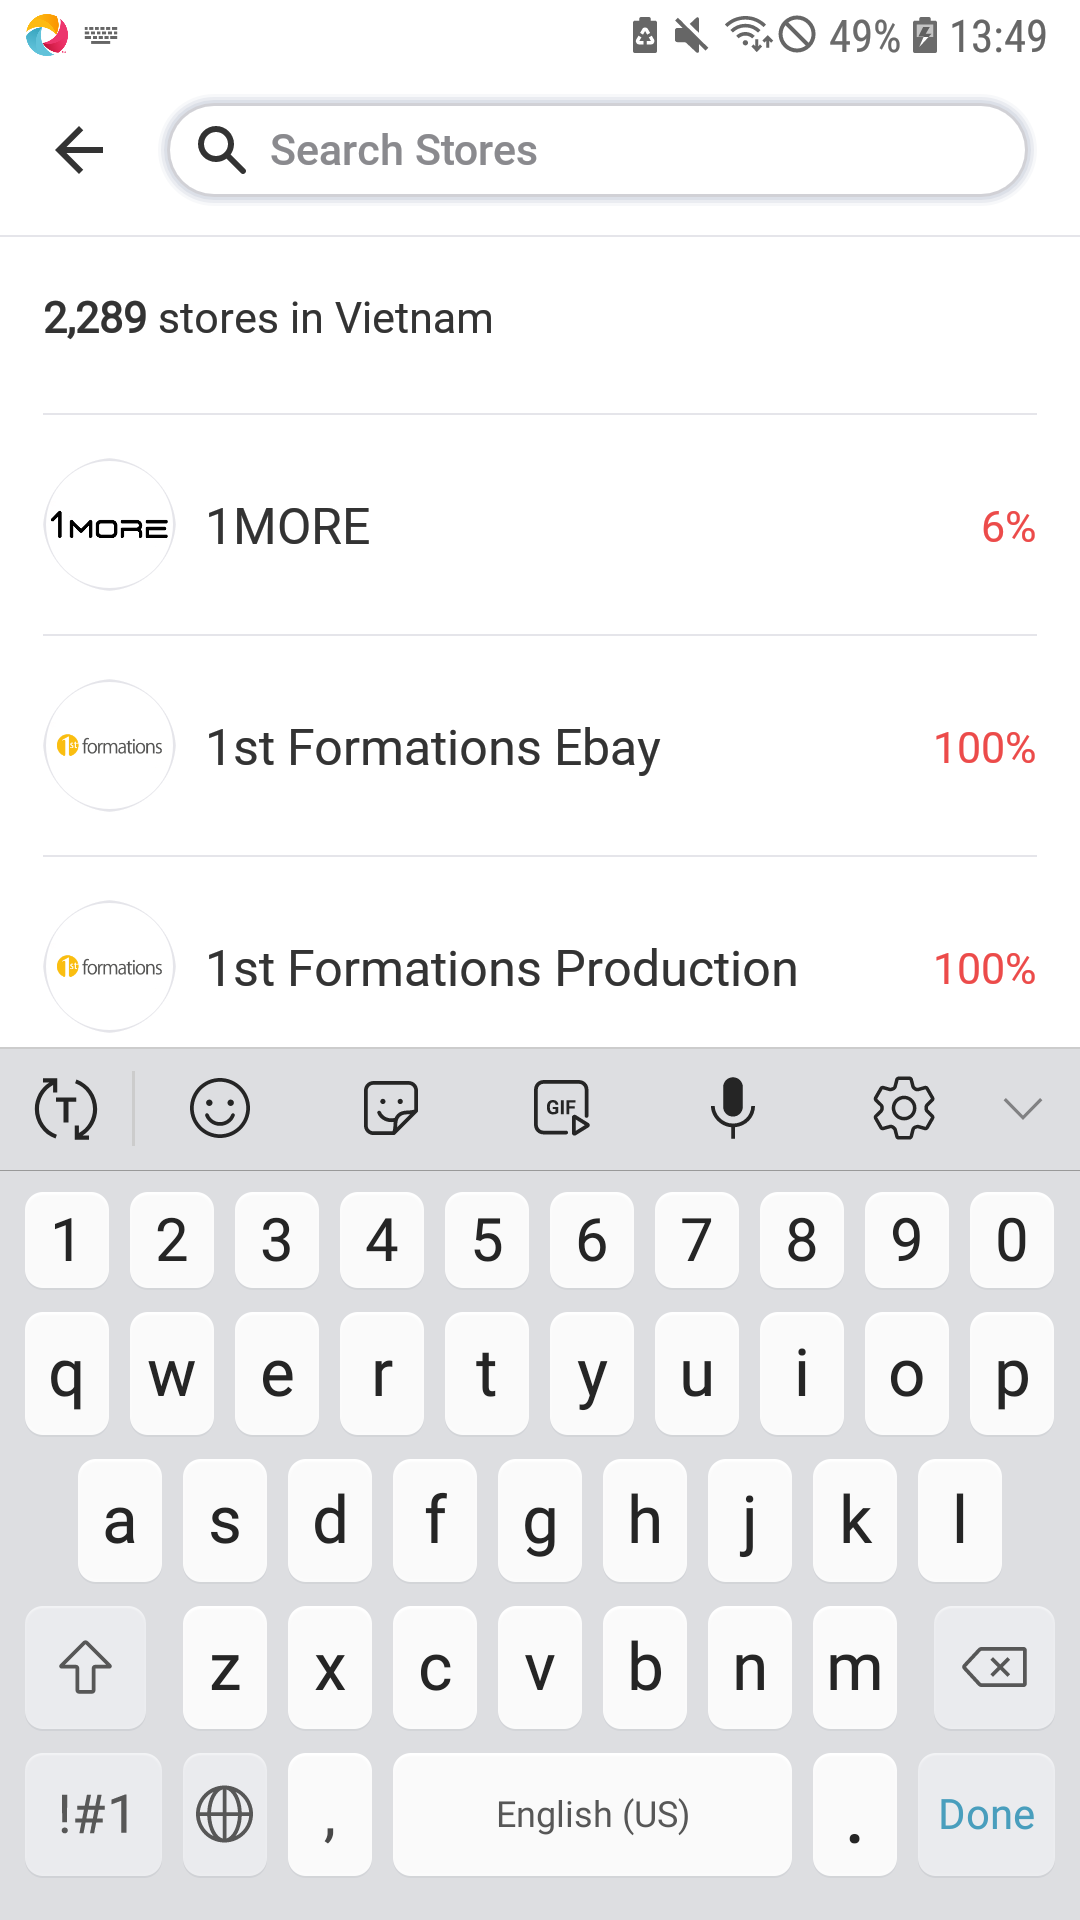 49% 13:49
Search Stores
2,289 stores in Vietnam
1MORE 1MORE 6%
1st formations 1st Formations Ebay 100%
1st formations 1st Formations Production 100%
T GIF
1 2 3 4 5 6 7 8 9 0
q w e r t y u i o p
a s d f g h j k l
z x c v b n m
!#1 , English (US) . Done